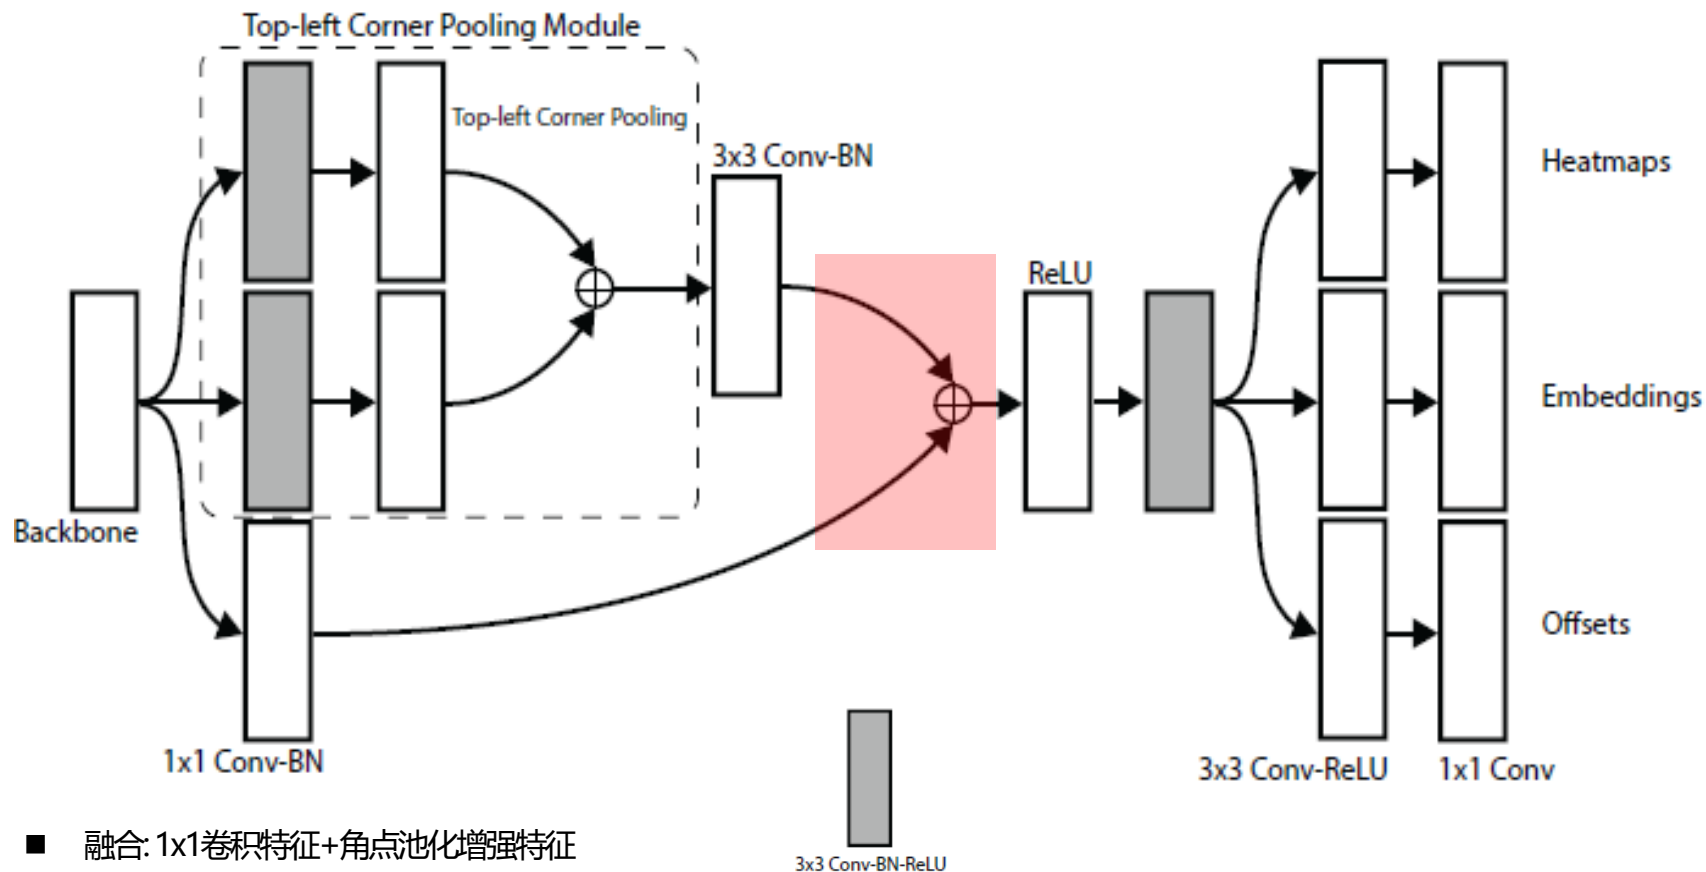 Top-left Corner Pooling Module
Top-left Corner Pooling
3x3 Conv-BN
Heatmaps
ReLU
Embeddings
Backbone
Offsets
1x1 Conv-BN
3x3 Conv-ReLU
1x1 Conv
■ 融合: 1x1卷积特征+角点池化增强特征
3x3 Conv-BN-ReLU